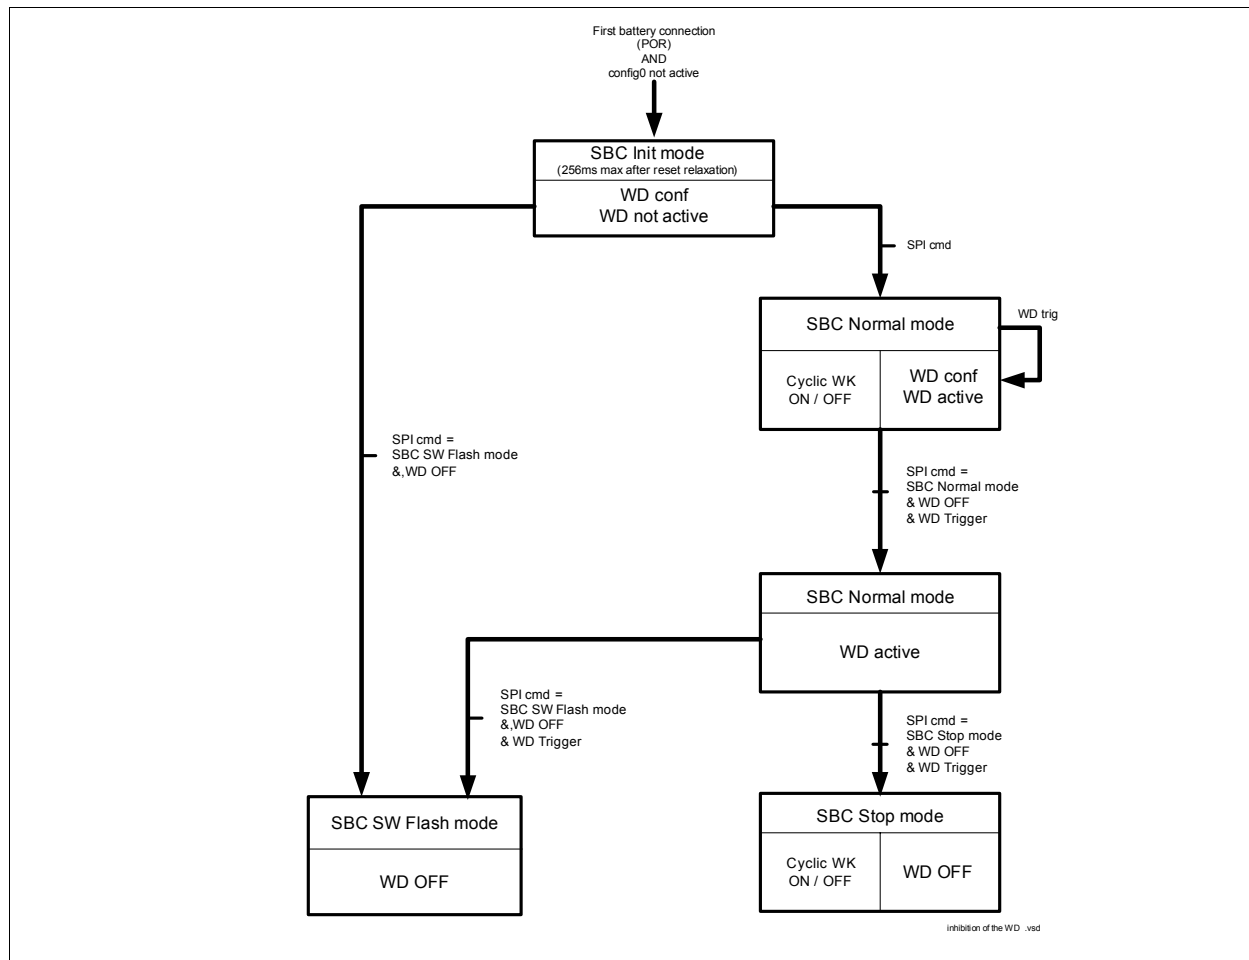 First battery connection
(POR)
AND
config0 not active
SBC Init mode
(256ms max after reset relaxation)
WD conf
WD not active
SPI cmd
SBC Normal mode
WD trig
Cyclic WK
ON / OFF
WD conf
WD active
SPI cmd =
SBC SW Flash mode
&,WD OFF
SPI cmd =
SBC Normal mode
& WD OFF
& WD Trigger
SBC Normal mode
WD active
SPI cmd =
SBC SW Flash mode
&,WD OFF
& WD Trigger
SPI cmd =
SBC Stop mode
& WD OFF
& WD Trigger
SBC SW Flash mode
WD OFF
SBC Stop mode
Cyclic WK
ON / OFF
WD OFF
inhibition of the WD .vsd